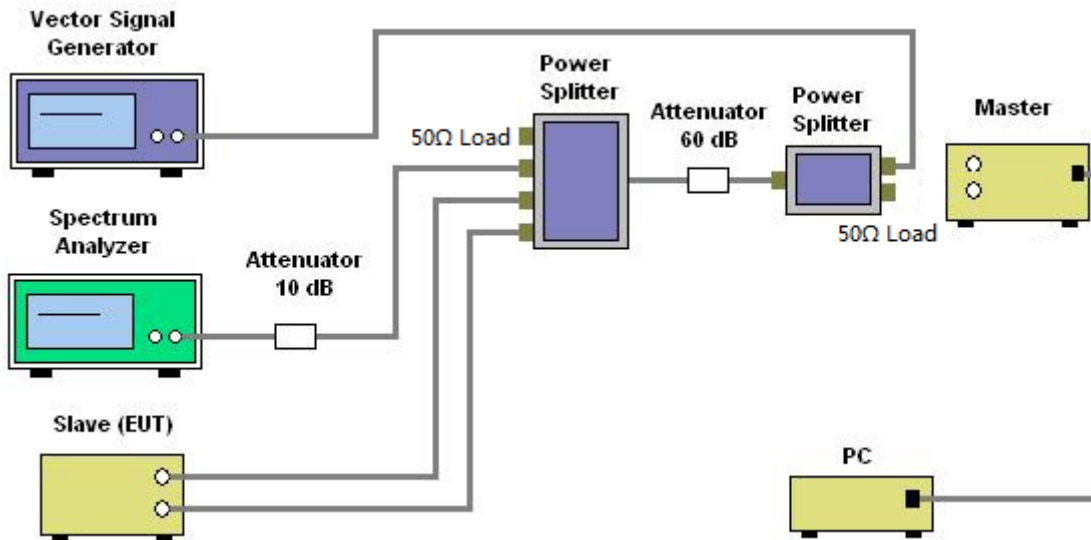 Vector Signal
Generator
Power
Splitter
Attenuator
60 dB
Power
Splitter
Master
50Ω Load
50Ω Load
Spectrum
Analyzer
Attenuator
10 dB
Slave (EUT)
PC